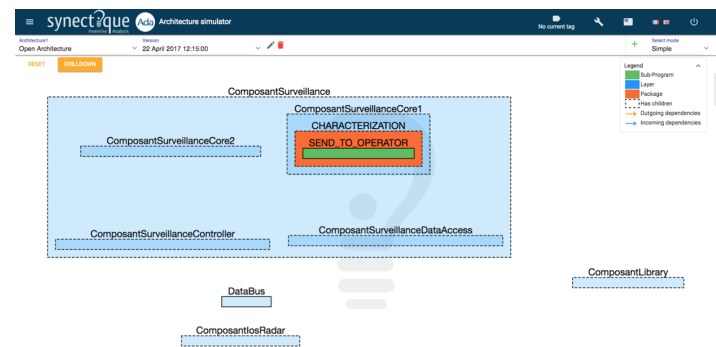 synectique
Inventive Analysis
Ada
Architecture simulator
No current tag
Architecture1
Open Architecture
Version
22 April 2017 12:15:00
Select mode
Simple
RESET
DRILLDOWN
Legend
Sub-Program
Layer
Package
Has children
Outgoing dependencies
Incoming dependencies
ComposantSurveillance
ComposantSurveillanceCore1
CHARACTERIZATION
SEND_TO_OPERATOR
ComposantSurveillanceCore2
ComposantSurveillanceController
ComposantSurveillanceDataAccess
ComposantLibrary
DataBus
ComposantIosRadar